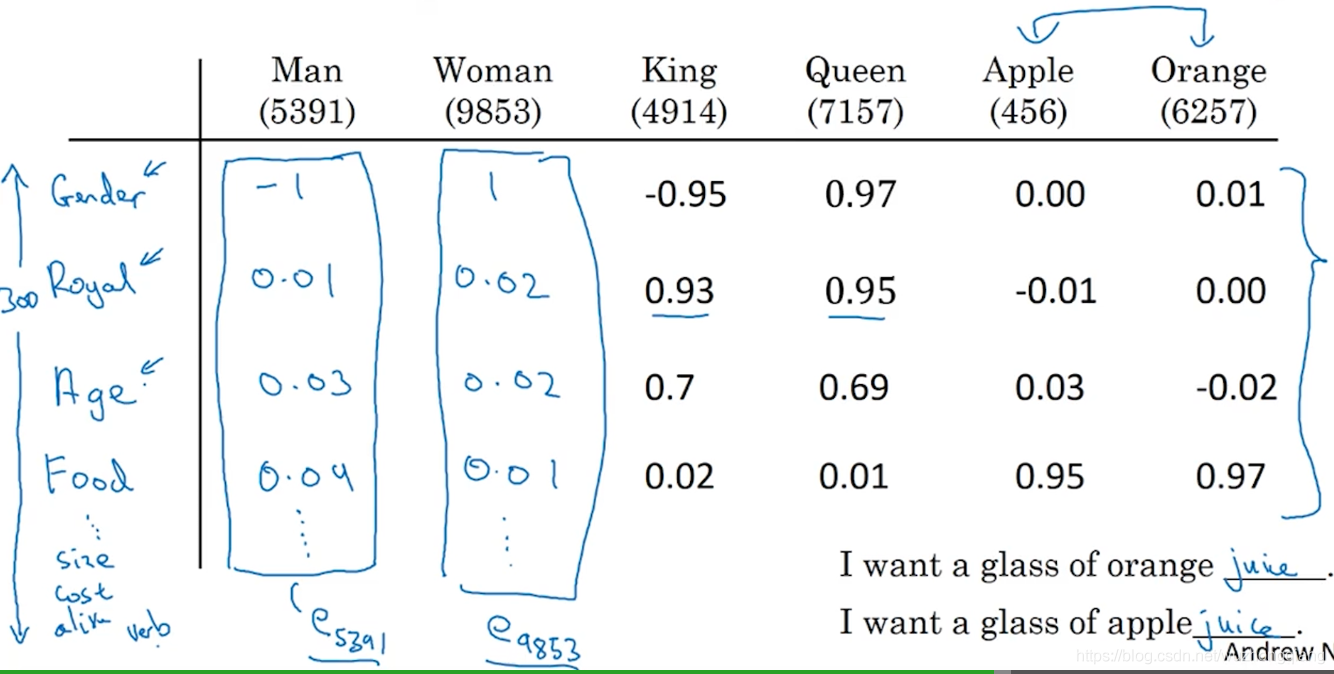 Man Woman King Queen Apple Orange
(5391) (9853) (4914) (7157) (456) (6257)
Gender -1 1 -0.95 0.97 0.00 0.01
300 Royal 0.01 0.02 0.93 0.95 -0.01 0.00
Age 0.03 0.02 0.7 0.69 0.03 -0.02
Food 0.04 0.01 0.02 0.01 0.95 0.97
size
cost
alive verb
e5391 e9853
I want a glass of orange juice.
I want a glass of apple juice.
Andrew N